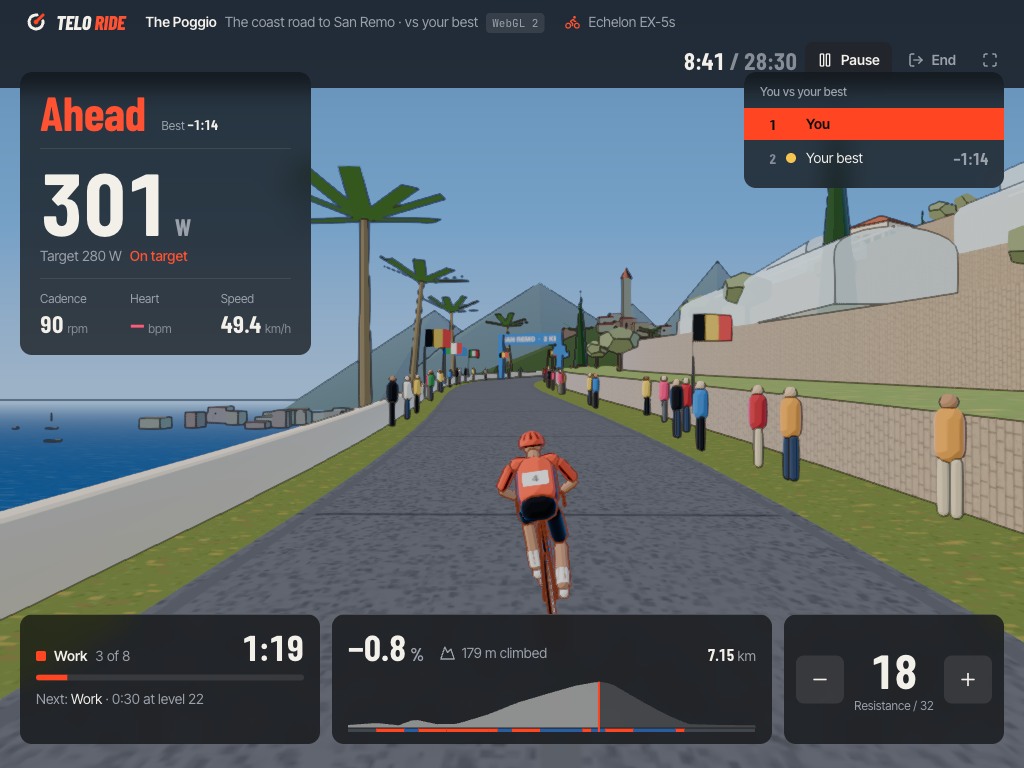 TELO RIDE The Poggio The coast road to San Remo · vs your best WebGL 2 Echelon EX-5s
8:41 / 28:30 Pause End
Ahead Best −1:14
301 W
Target 280 W On target
Cadence Heart Speed
90 rpm – bpm 49.4 km/h
You vs your best
1 You
2 Your best −1:14
4
Work 3 of 8 1:19
Next: Work · 0:30 at level 22
−0.8 % 179 m climbed 7.15 km
− 18 +
Resistance / 32